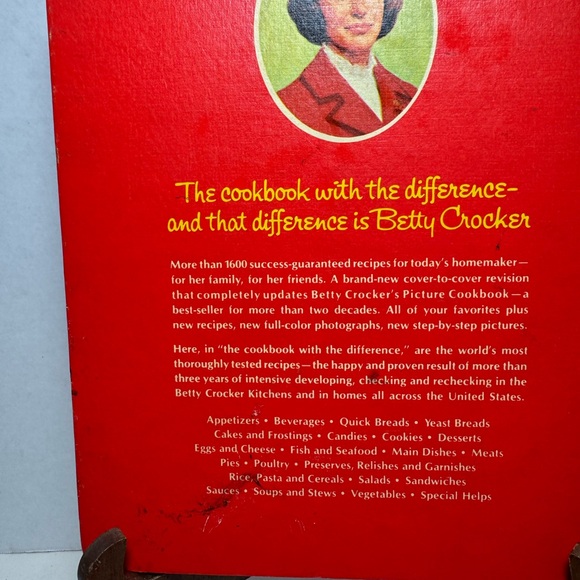 The cookbook with the difference–
and that difference is Betty Crocker
More than 1600 success-guaranteed recipes for today's homemaker—
for her family, for her friends. A brand-new cover-to-cover revision
that completely updates Betty Crocker's Picture Cookbook—a
best-seller for more than two decades. All of your favorites plus
new recipes, new full-color photographs, new step-by-step pictures.
Here, in "the cookbook with the difference," are the world's most
thoroughly tested recipes—the happy and proven result of more than
three years of intensive developing, checking and rechecking in the
Betty Crocker Kitchens and in homes all across the United States.
Appetizers • Beverages • Quick Breads • Yeast Breads
Cakes and Frostings • Candies • Cookies • Desserts
Eggs and Cheese • Fish and Seafood • Main Dishes • Meats
Pies • Poultry • Preserves, Relishes and Garnishes
Rice, Pasta and Cereals • Salads • Sandwiches
Sauces • Soups and Stews • Vegetables • Special Helps